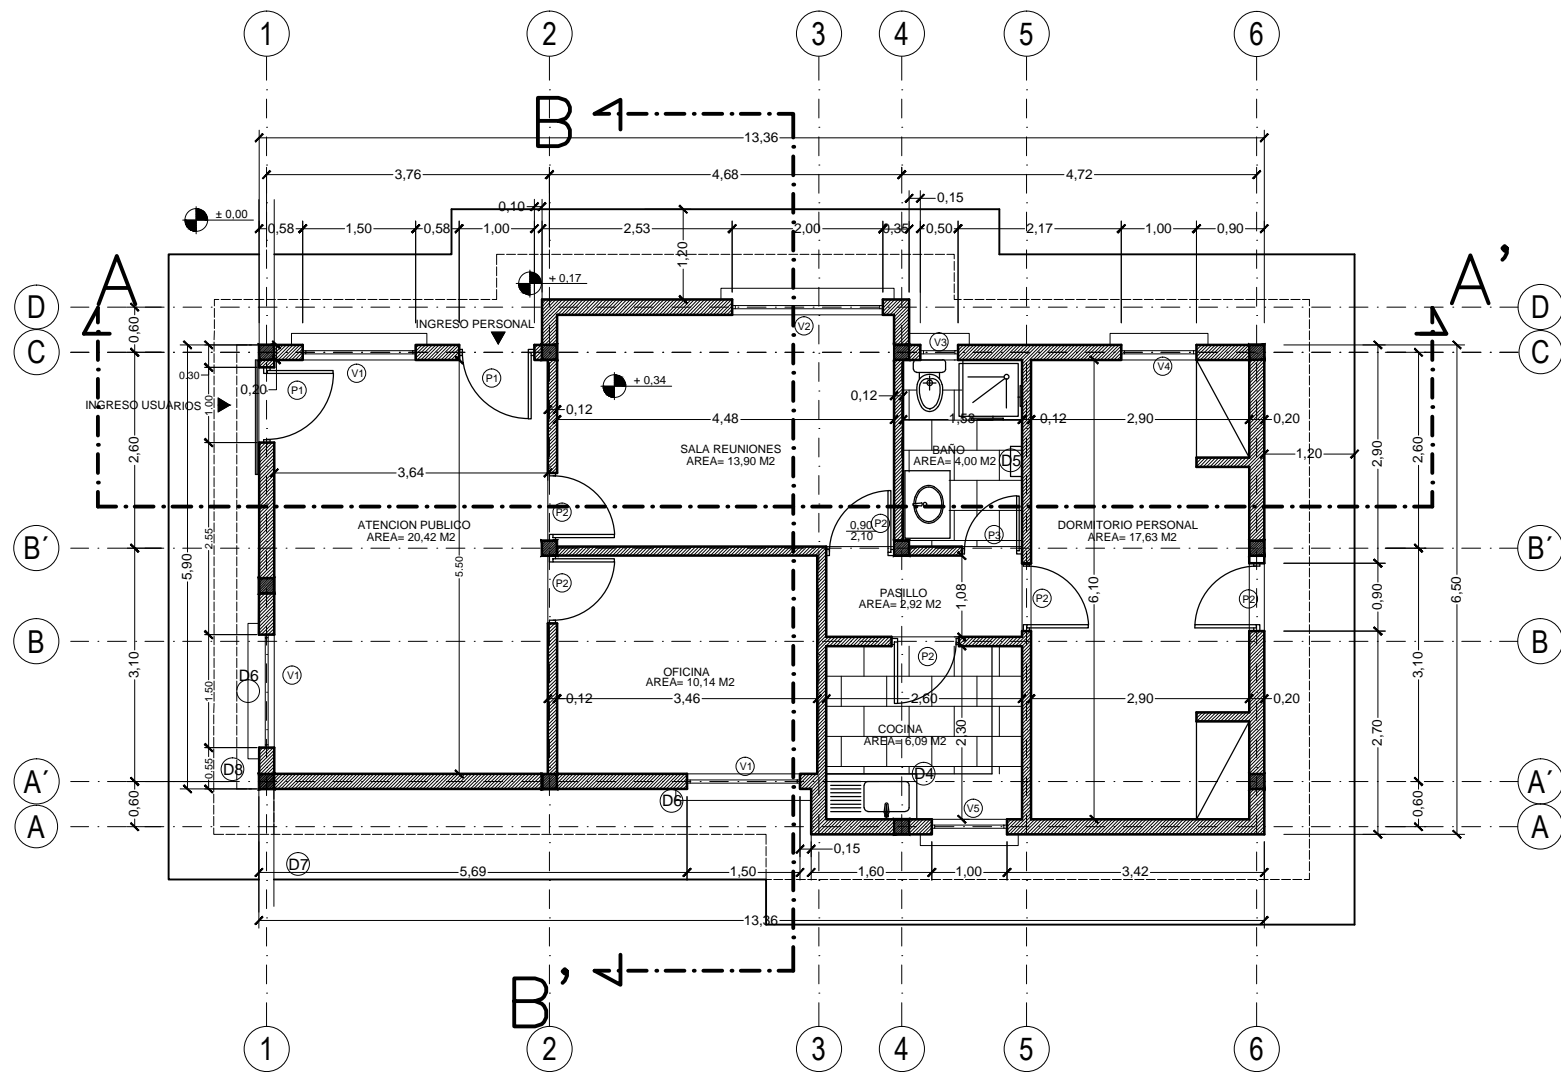 1
2
3
4
5
6
B
13,36
3,76
4,68
4,72
± 0,00
0,10
0,15
0,58
1,50
0,58
1,00
2,53
2,00
0,35
0,50
2,17
1,00
0,90
1,20
+ 0,17
A
A'
D
D
0,60
INGRESO PERSONAL
V2
C
C
V3
V1
P1
V4
0.30
0,20
P1
+ 0,34
INGRESO USUARIOS
1,00
0,12
4,48
0,12
1,58
0,12
2,90
0,20
2,60
2,90
2,60
SALA REUNIONES
AREA= 13,90 M2
BAÑO
AREA= 4,00 M2
D5
1,20
3,64
ATENCION PUBLICO
AREA= 20,42 M2
P2
0,90
2,10
P2
P3
DORMITORIO PERSONAL
AREA= 17,63 M2
2,55
B´
B´
5,90
5.50
P2
PASILLO
AREA= 2,92 M2
1,08
P2
6,10
P2
0,90
6,50
B
B
P2
3,10
D6
V1
1,50
OFICINA
AREA= 10,14 M2
0,12
3,46
2,60
2,90
0,20
3,10
COCINA
AREA= 6,09 M2
2,30
2,70
D8
0,55
V1
D4
A´
A´
0,60
D6
V5
0,60
A
A
0,15
D7
5,69
1,50
1,60
1,00
3,42
13,36
B'
1
2
3
4
5
6